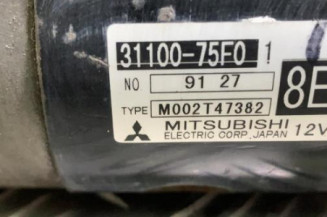 31100-75F0 1
NO 91 27 8E
TYPE M002T47382
MITSUBISHI
ELECTRIC CORP. JAPAN 12V